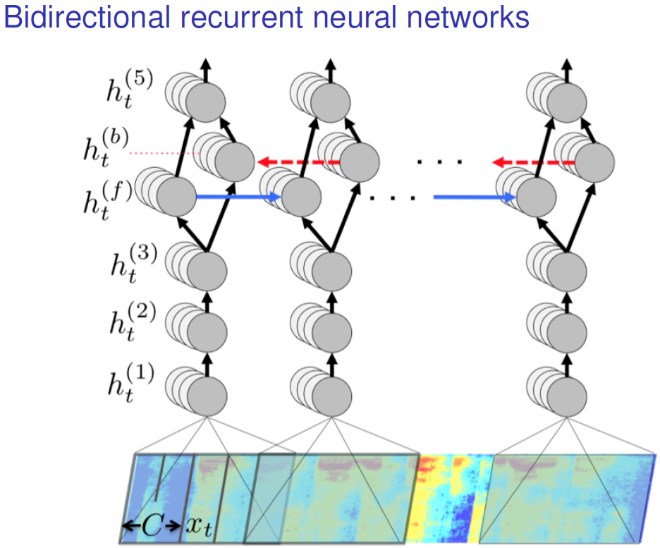 Bidirectional recurrent neural networks
h_t^{(5)}
h_t^{(b)}
h_t^{(f)}
. . .
. . .
h_t^{(3)}
h_t^{(2)}
h_t^{(1)}
C x_t